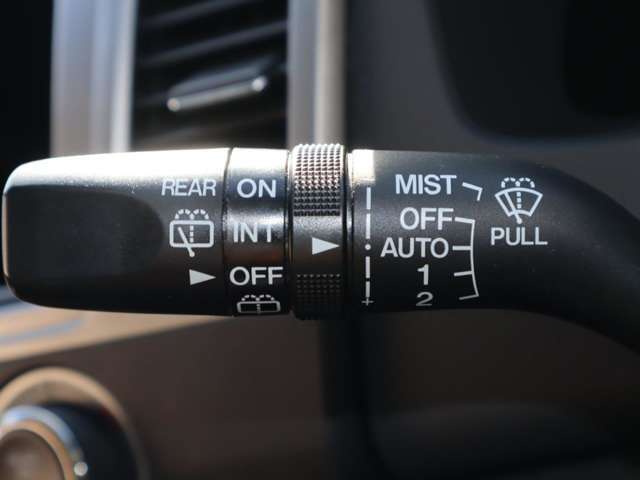 REAR
ON
INT
OFF
MIST
OFF
AUTO
1
2
PULL